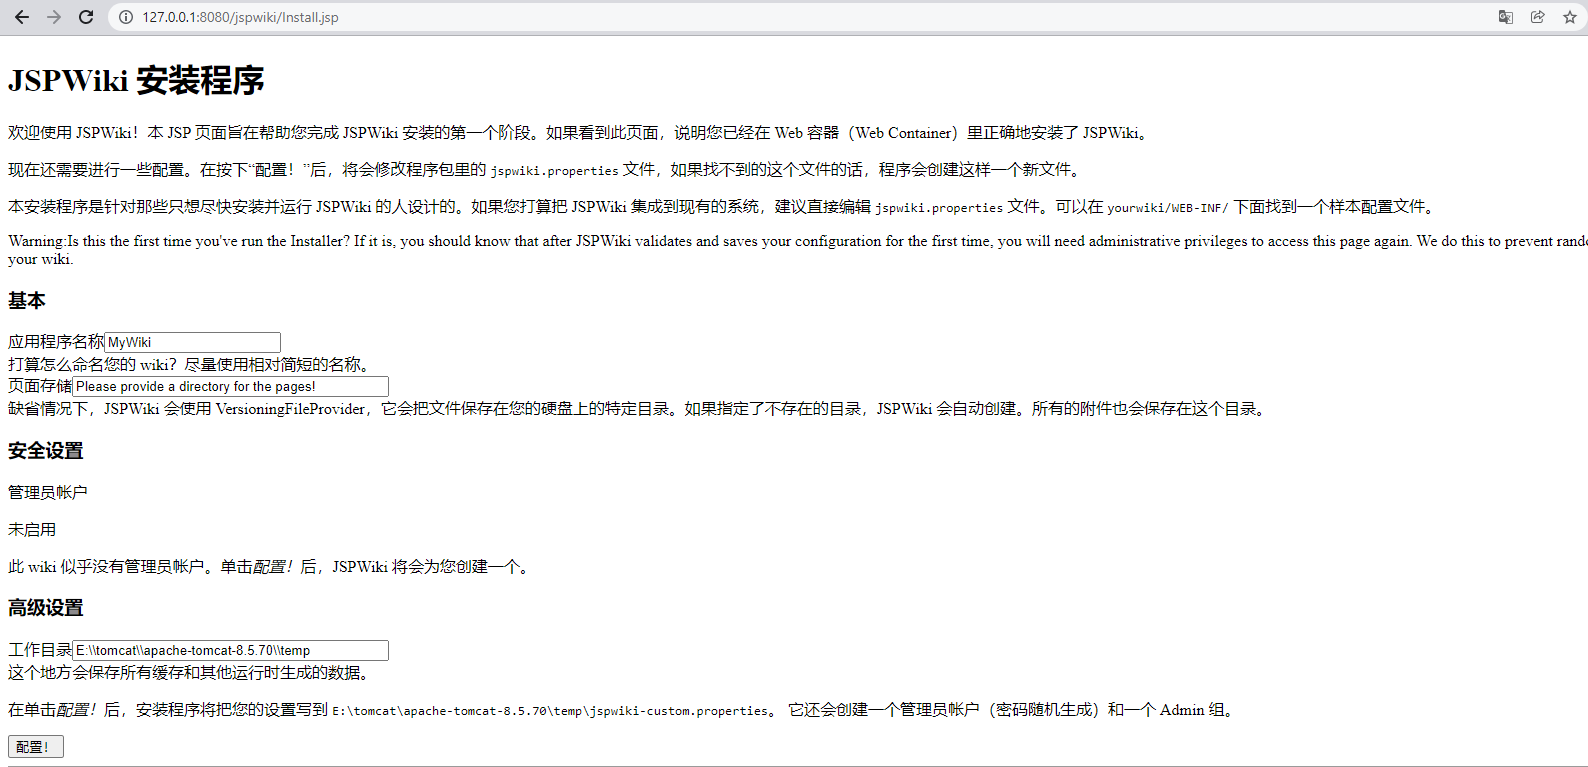 127.0.0.1:8080/jspwiki/Install.jsp
JSPWiki 安装程序
欢迎使用 JSPWiki！本 JSP 页面旨在帮助您完成 JSPWiki 安装的第一个阶段。如果看到此页面，说明您已经在 Web 容器（Web Container）里正确地安装了 JSPWiki。
现在还需要进行一些配置。在按下“配置！”后，将会修改程序包里的 jspwiki.properties 文件，如果找不到的这个文件的话，程序会创建这样一个新文件。
本安装程序是针对那些只想尽快安装并运行 JSPWiki 的人设计的。如果您打算把 JSPWiki 集成到现有的系统，建议直接编辑 jspwiki.properties 文件。可以在 yourwiki/WEB-INF/ 下面找到一个样本配置文件。
Warning:Is this the first time you've run the Installer? If it is, you should know that after JSPWiki validates and saves your configuration for the first time, you will need administrative privileges to access this page again. We do this to prevent
your wiki.
基本
应用程序名称 MyWiki
打算怎么命名您的 wiki？尽量使用相对简短的名称。
页面存储 Please provide a directory for the pages!
缺省情况下，JSPWiki 会使用 VersioningFileProvider，它会把文件保存在您的硬盘上的特定目录。如果指定了不存在的目录，JSPWiki 会自动创建。所有的附件也会保存在这个目录。
安全设置
管理员帐户
未启用
此 wiki 似乎没有管理员帐户。单击配置！后，JSPWiki 将会为您创建一个。
高级设置
工作目录 E:\\tomcat\\apache-tomcat-8.5.70\\temp
这个地方会保存所有缓存和其他运行时生成的数据。
在单击配置！后，安装程序将把您的设置写到 E:\tomcat\apache-tomcat-8.5.70\temp\jspwiki-custom.properties。 它还会创建一个管理员帐户（密码随机生成）和一个 Admin 组。
配置！